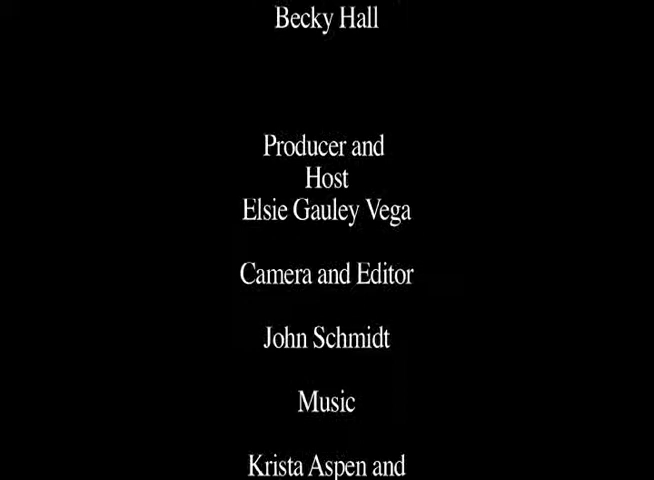 Becky Hall
Producer and
Host
Elsie Gauley Vega
Camera and Editor
John Schmidt
Music
Krista Aspen and